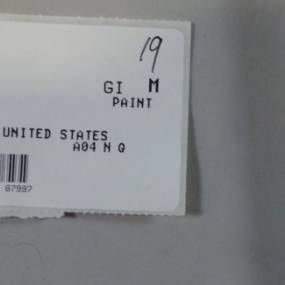 19
GI M
PAINT
UNITED STATES
A04 N Q
87997